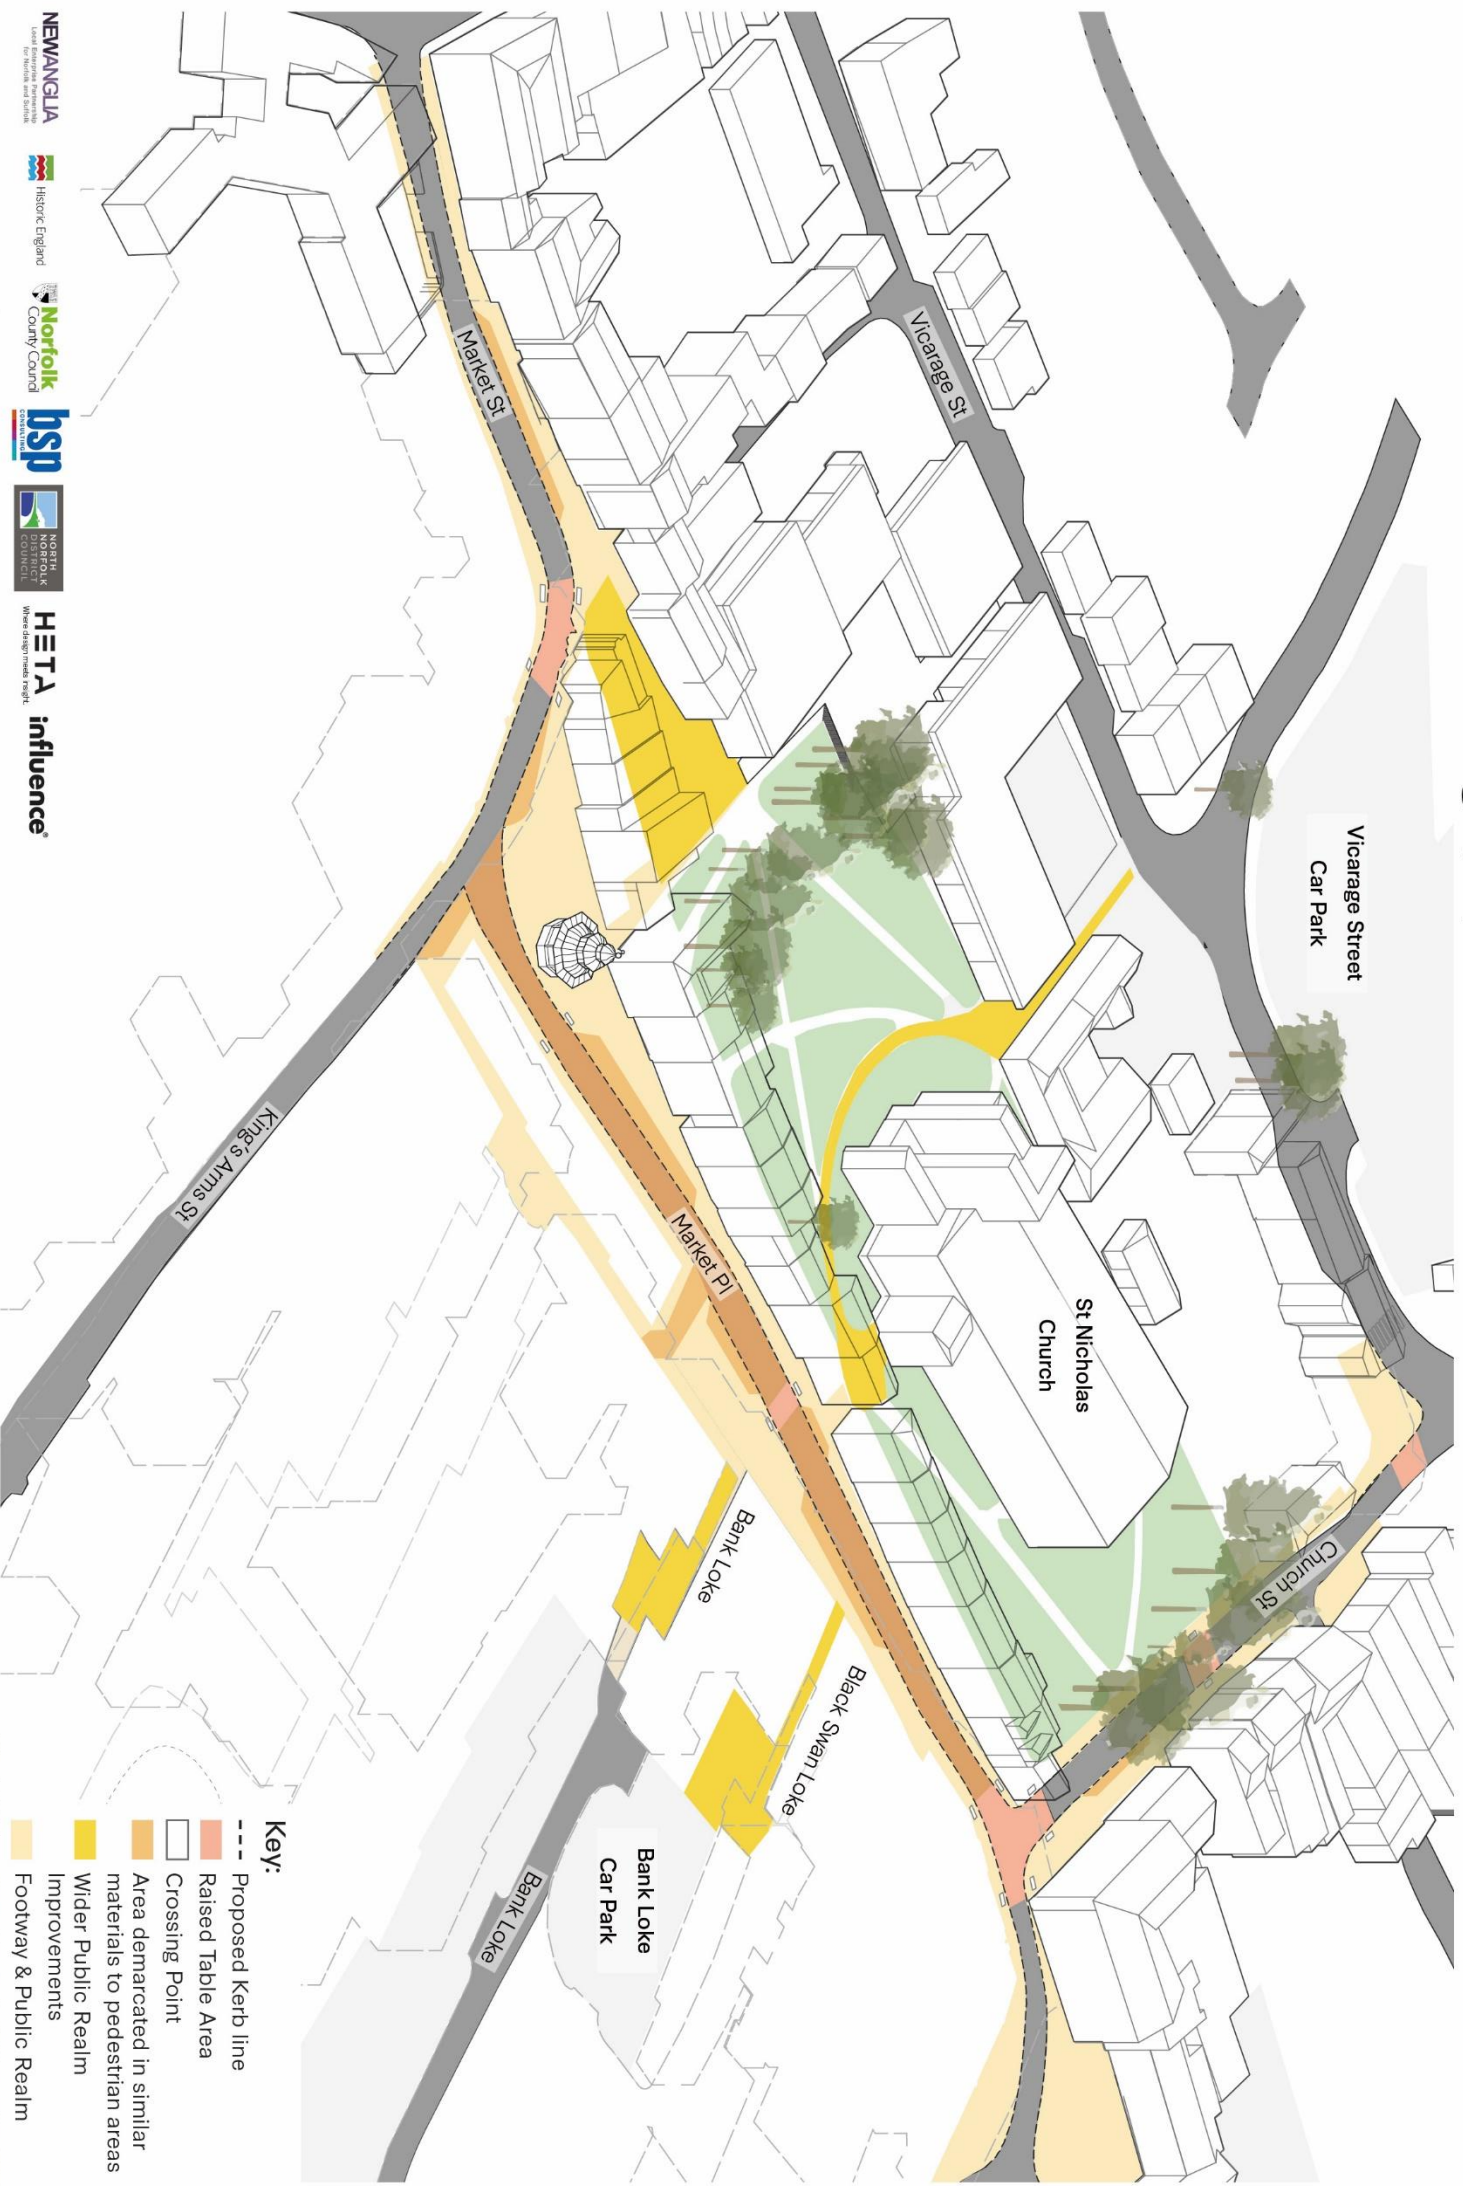 Vicarage Street
Car Park
Vicarage St
St Nicholas
Church
Church St
Market St
Market Pl
King's Arms St
Bank Loke
Black Swan Loke
Bank Loke
Car Park
Bank Loke
Key:
Proposed Kerb line
Raised Table Area
Crossing Point
Area demarcated in similar
materials to pedestrian areas
Wider Public Realm
Improvements
Footway & Public Realm
NEWANGLIA
Local Enterprise Partnership
for Norfolk and Suffolk
Historic England
Norfolk
County Council
bsp
CONSULTING
NORTH
NORFOLK
DISTRICT
COUNCIL
HETA
Where design meets insight.
influence®